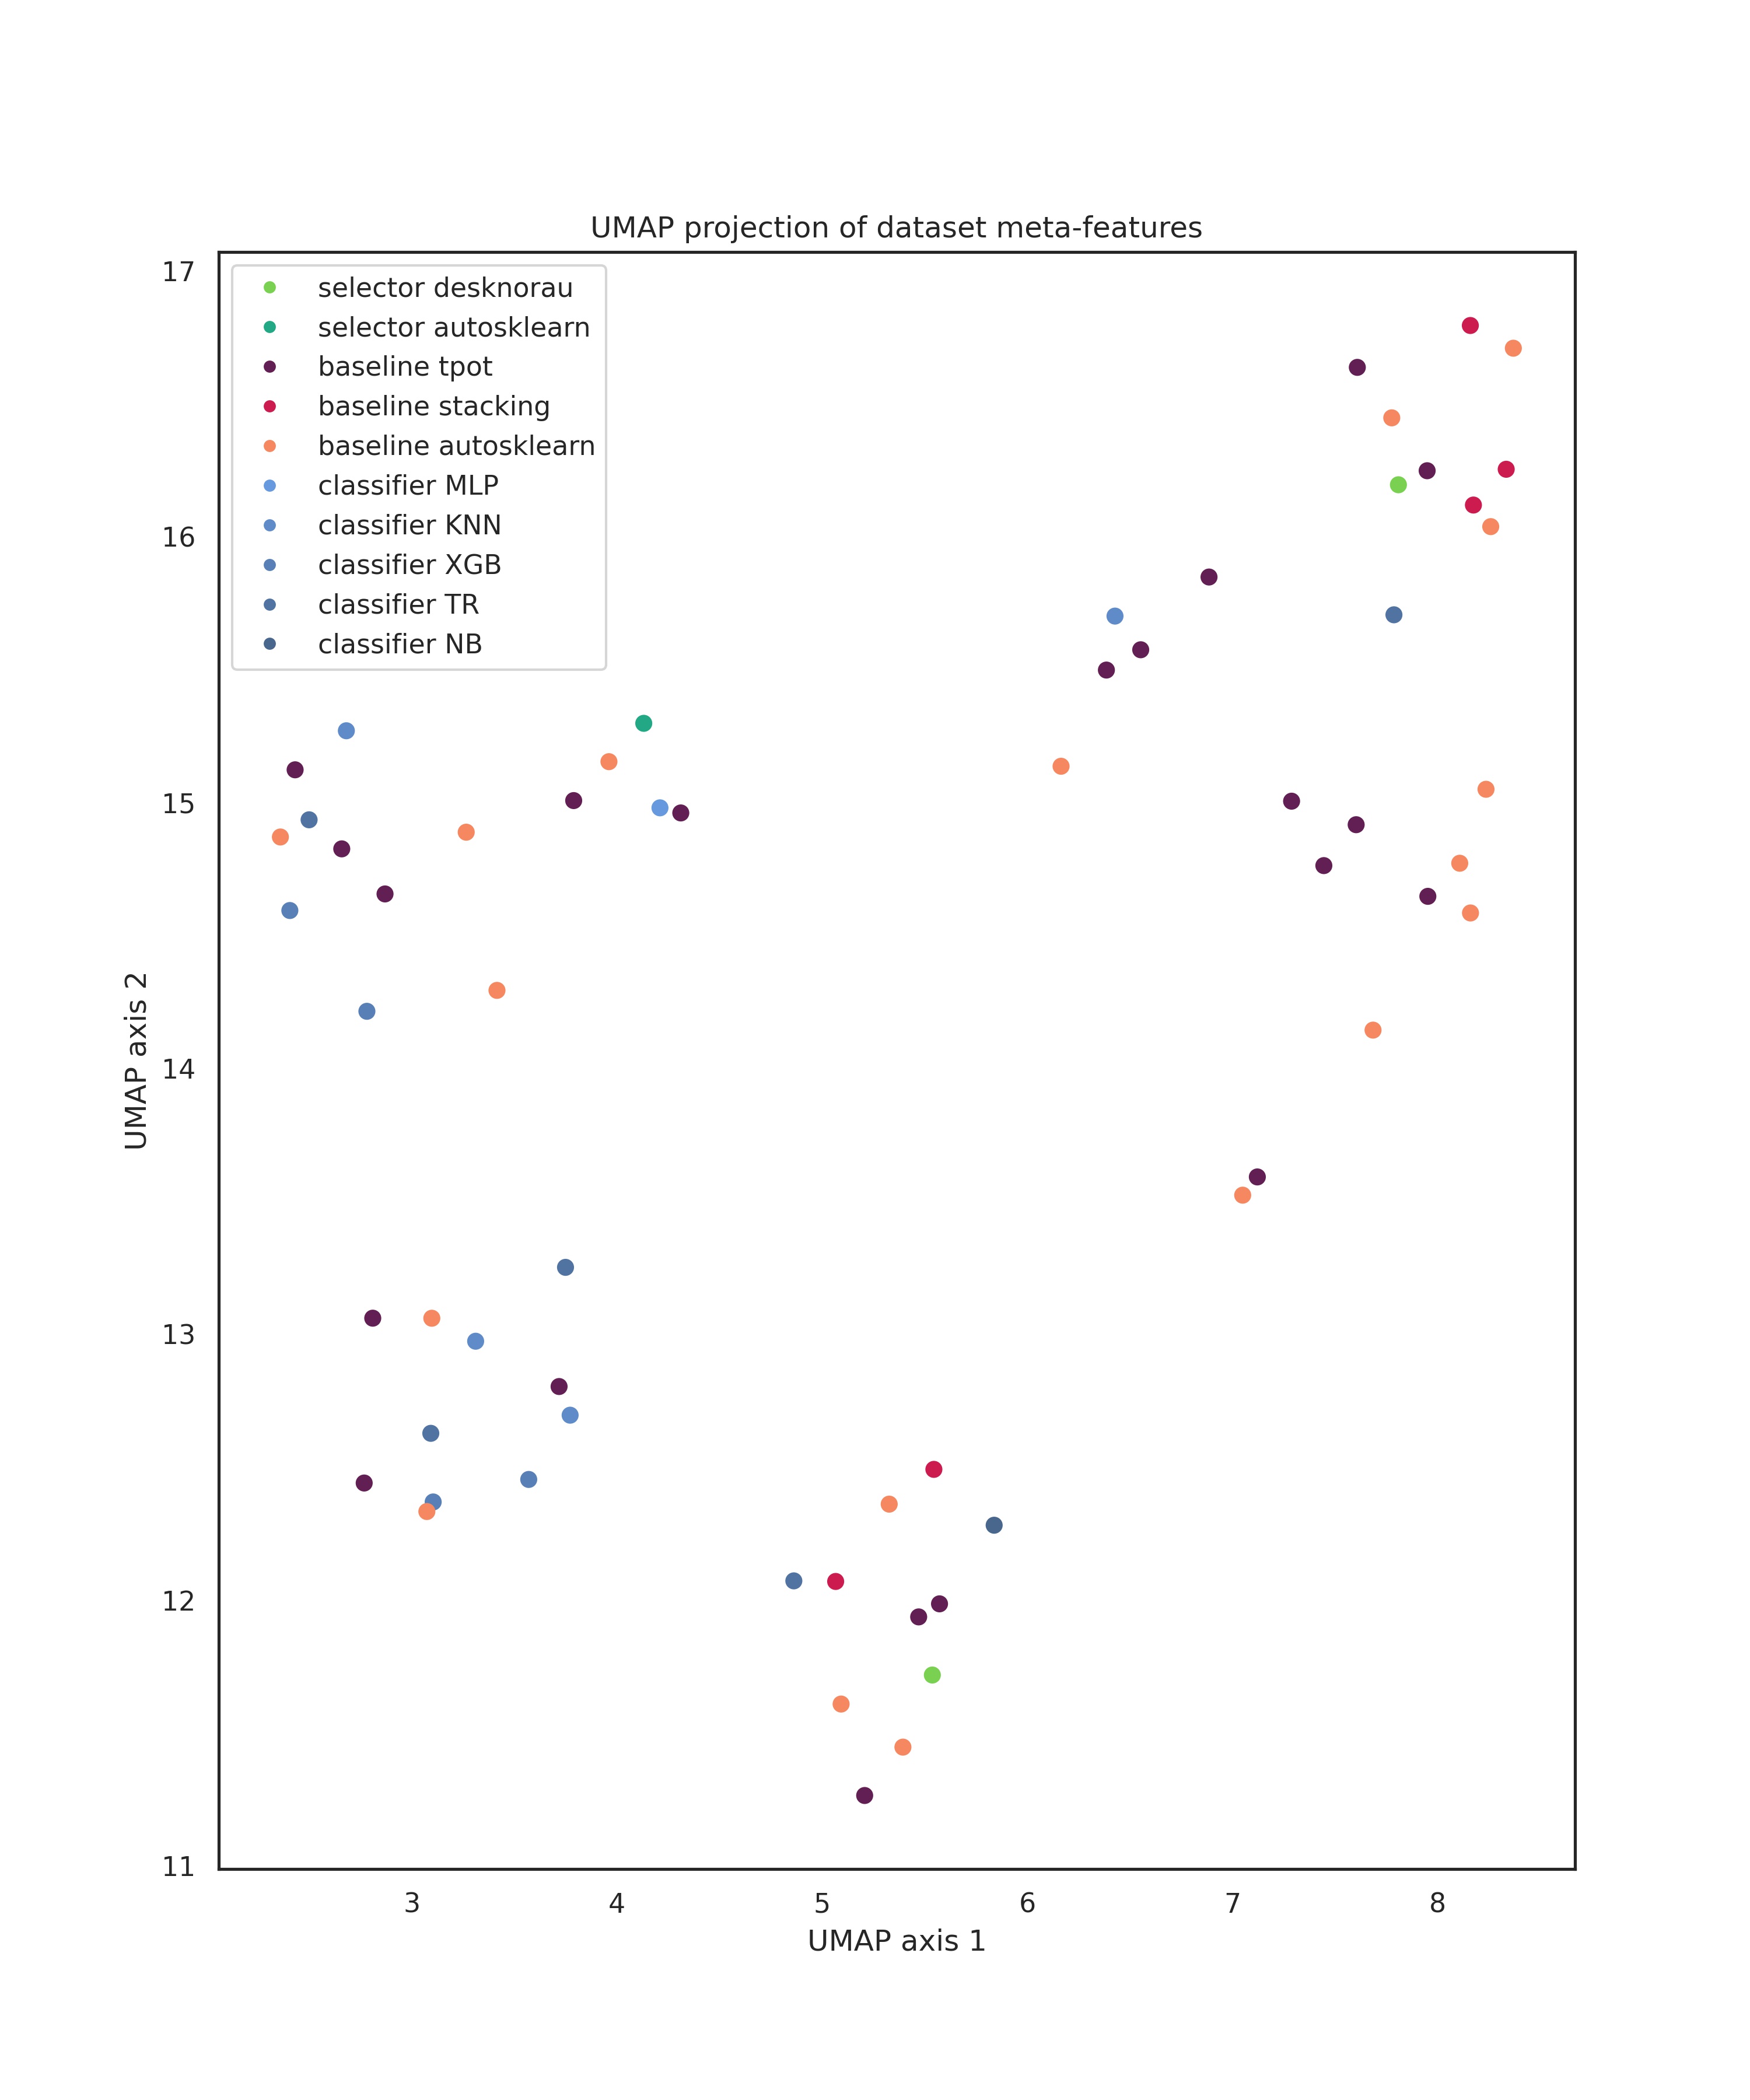 UMAP projection of dataset meta-features
17
16
15
14
13
12
11
UMAP axis 2
selector desknorau
selector autosklearn
baseline tpot
baseline stacking
baseline autosklearn
classifier MLP
classifier KNN
classifier XGB
classifier TR
classifier NB
3 4 5 6 7 8
UMAP axis 1